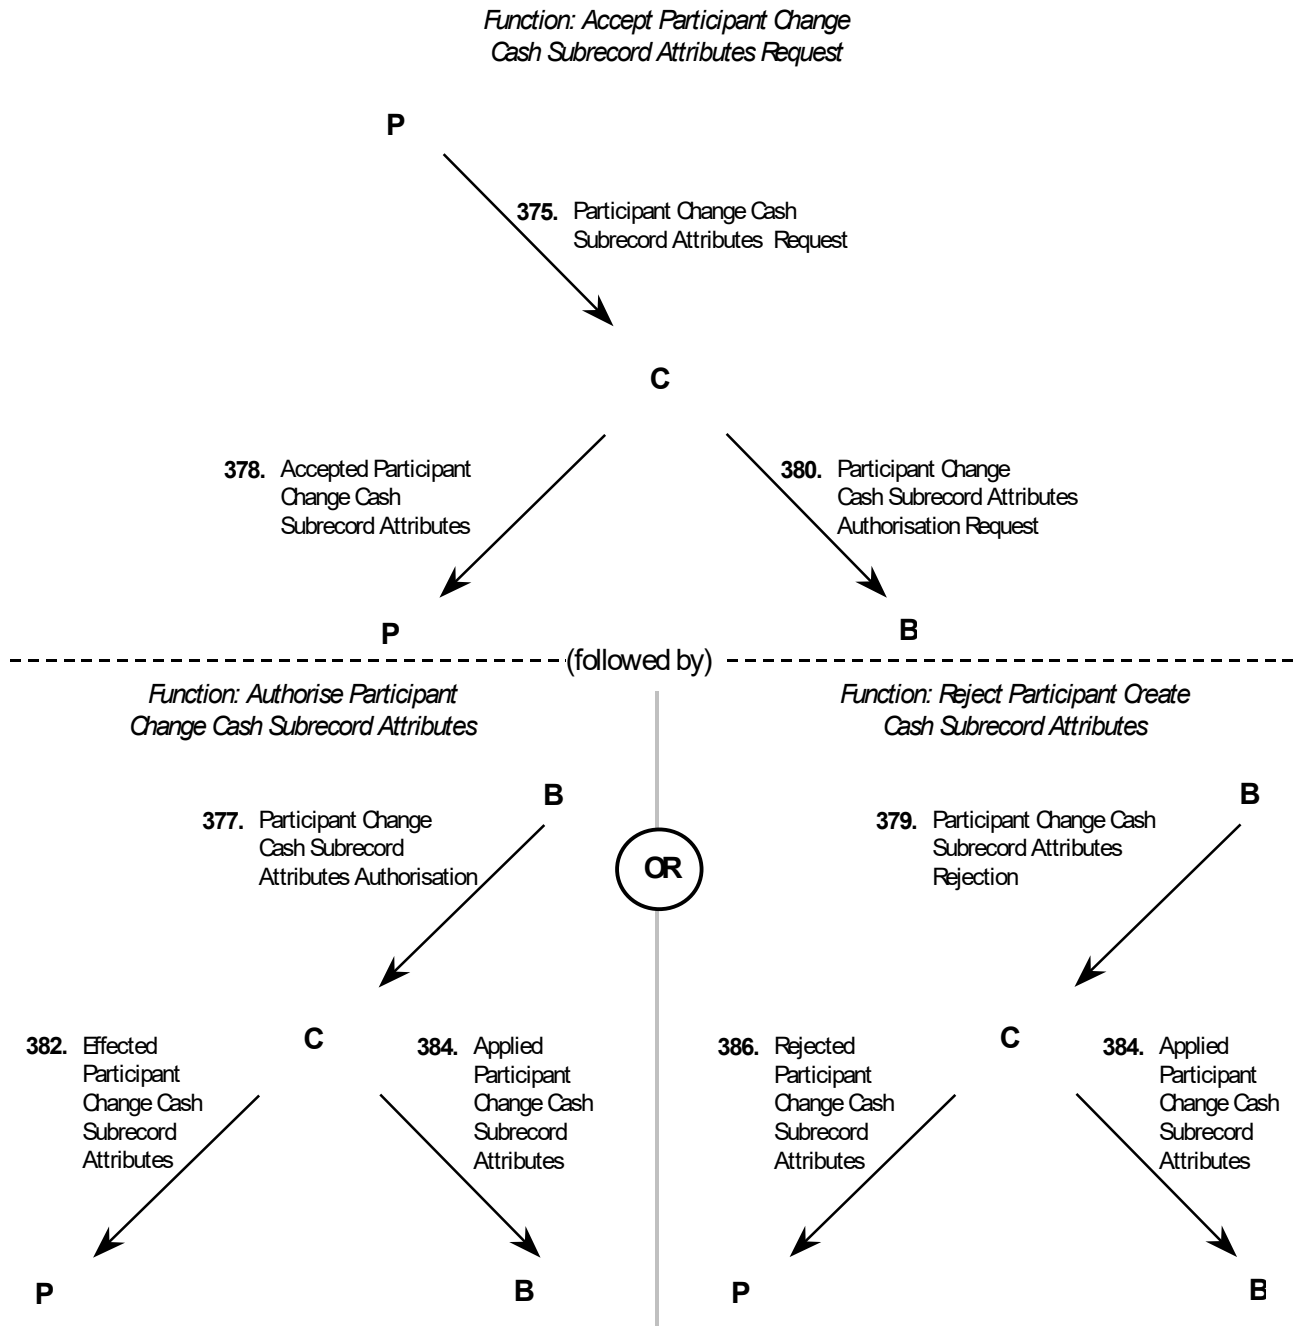 Function: Accept Participant Change
Cash Subrecord Attributes Request
P
375. Participant Change Cash
Subrecord Attributes Request
C
378. Accepted Participant
Change Cash
Subrecord Attributes
380. Participant Change
Cash Subrecord Attributes
Authorisation Request
P
B
(followed by)
Function: Authorise Participant
Change Cash Subrecord Attributes
B
377. Participant Change
Cash Subrecord
Attributes Authorisation
C
382. Effected
Participant
Change Cash
Subrecord
Attributes
384. Applied
Participant
Change Cash
Subrecord
Attributes
P
B
OR
Function: Reject Participant Create
Cash Subrecord Attributes
B
379. Participant Change Cash
Subrecord Attributes
Rejection
C
386. Rejected
Participant
Change Cash
Subrecord
Attributes
384. Applied
Participant
Change Cash
Subrecord
Attributes
P
B